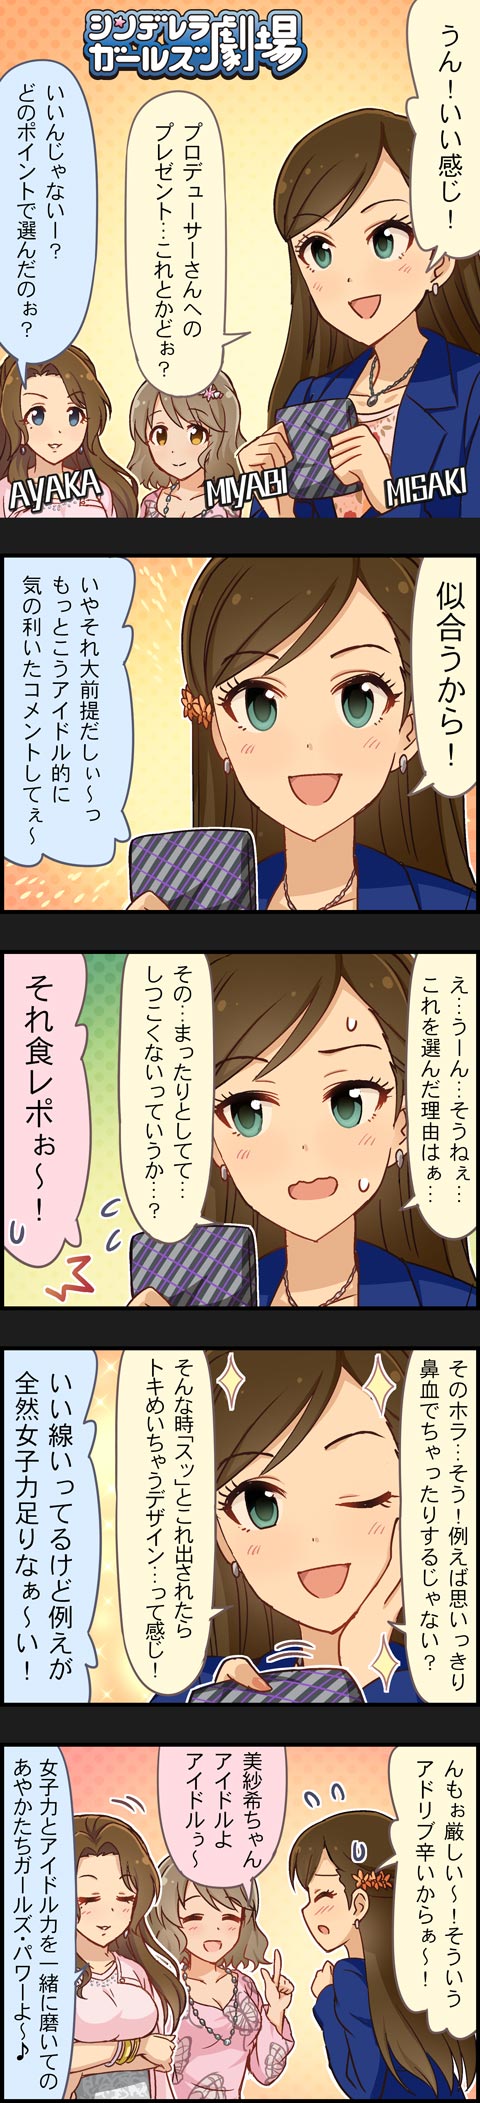 シンデレラ
ガールズ劇場
うん！いい感じ！
プロデューサーさんへの
プレゼント…これとかどぉ？
いいんじゃないー？
どのポイントで選んだのぉ？
AYAKA
MIYABI
MISAKI
似合うから！
いやそれ大前提だしぃ～っ
もっとこうアイドル的に
気の利いたコメントしてぇ～
え…うーん…そうねぇ…
これを選んだ理由はぁ…
その…まったりとしてて…
しつこくないっていうか…？
それ食レポぉ～！
そのホラ…そう！例えば思いっきり
鼻血でちゃったりするじゃない？
そんな時｢スッ｣とこれ出されたら
トキめいちゃうデザイン…って感じ！
いい線いってるけど例えが
全然女子力足りなぁ～い！
んもぉ厳しい～！そういう
アドリブ辛いからぁ～！
美紗希ちゃん
アイドルよ
アイドルぅ～
女子力とアイドル力を一緒に磨いての
あやかたちガールズ・パワーよ～♪